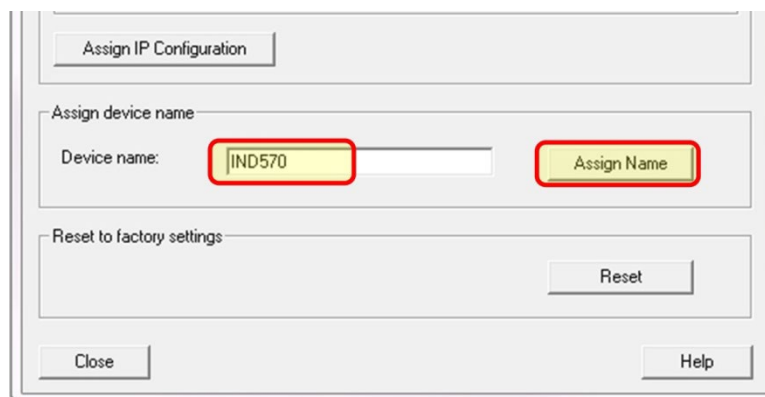 Assign IP Configuration
Assign device name
Device name: IND570 Assign Name
Reset to factory settings
Reset
Close Help